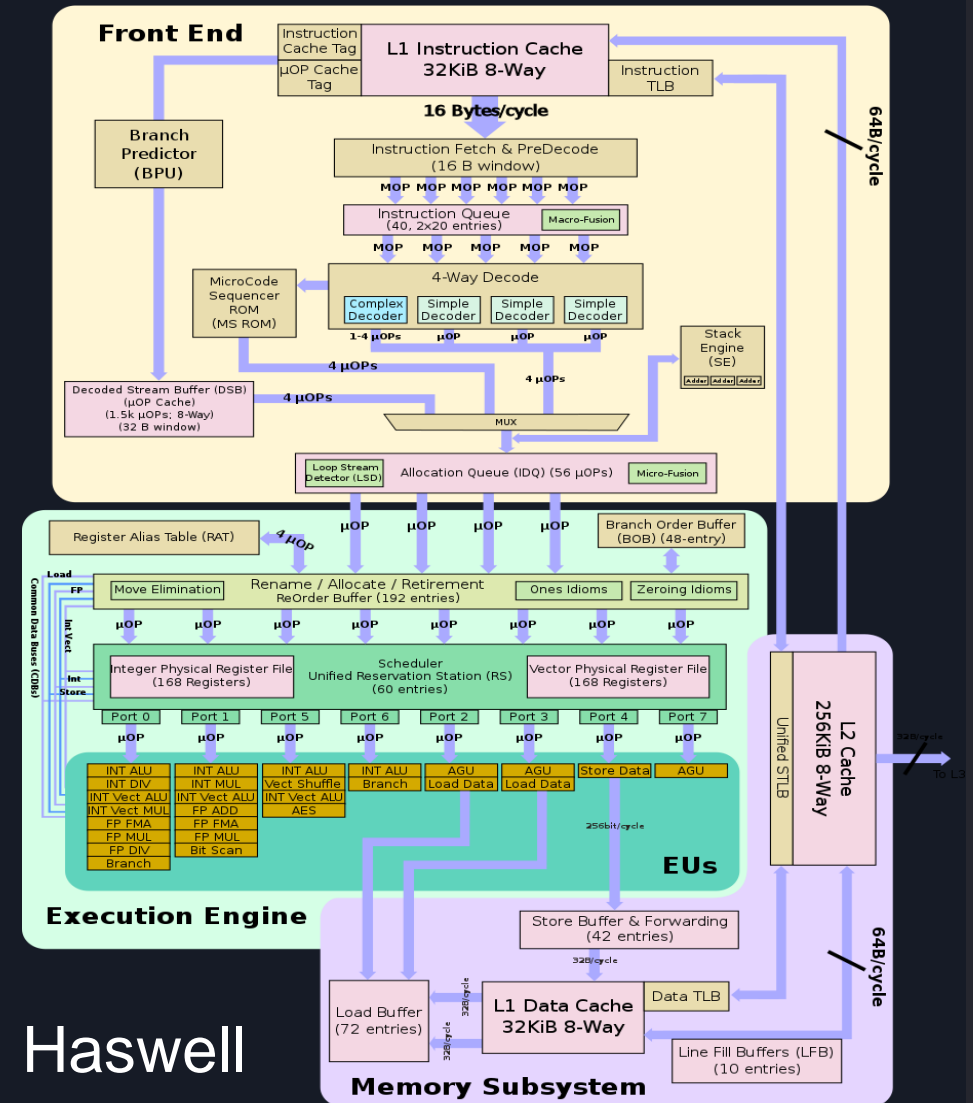 Front End
Instruction
Cache Tag
L1 Instruction Cache
32KiB 8-Way
µOP Cache
Tag
Instruction
TLB
16 Bytes/cycle
64B/cycle
Branch
Predictor
(BPU)
Instruction Fetch & PreDecode
(16 B window)
MOP MOP MOP MOP MOP MOP
Instruction Queue
(40, 2x20 entries)
Macro-Fusion
MOP MOP MOP MOP MOP
4-Way Decode
MicroCode
Sequencer
ROM
(MS ROM)
Complex
Decoder
Simple
Decoder
Simple
Decoder
Simple
Decoder
1-4 µOPs µOP µOP µOP
Stack
Engine
(SE)
Adder Adder Adder
4 µOPs
4 µOPs
Decoded Stream Buffer (DSB)
(µOP Cache)
(1.5k µOPs; 8-Way)
(32 B window)
4 µOPs
MUX
Loop Stream
Detector (LSD)
Allocation Queue (IDQ) (56 µOPs)
Micro-Fusion
µOP µOP µOP µOP
Register Alias Table (RAT)
4 µOP
Branch Order Buffer
(BOB) (48-entry)
Load
FP
Common Data Buses (CDBs)
Int Vect
Int
Store
Move Elimination
Rename / Allocate / Retirement
ReOrder Buffer (192 entries)
Ones Idioms
Zeroing Idioms
µOP µOP µOP µOP µOP µOP µOP µOP
Integer Physical Register File
(168 Registers)
Scheduler
Unified Reservation Station (RS)
(60 entries)
Vector Physical Register File
(168 Registers)
Port 0 Port 1 Port 5 Port 6 Port 2 Port 3 Port 4 Port 7
µOP µOP µOP µOP µOP µOP µOP µOP
INT ALU
INT DIV
INT Vect ALU
INT Vect MUL
FP FMA
FP MUL
FP DIV
Branch
INT ALU
INT MUL
INT Vect ALU
FP ADD
FP FMA
FP MUL
Bit Scan
INT ALU
Vect Shuffle
INT Vect ALU
AES
INT ALU
Branch
AGU
Load Data
AGU
Load Data
Store Data
AGU
256bit/cycle
EUs
Execution Engine
Unified STLB
L2 Cache
256KiB 8-Way
32B/cycle
To L3
Store Buffer & Forwarding
(42 entries)
32B/cycle
64B/cycle
Load Buffer
(72 entries)
32B/cycle
32B/cycle
L1 Data Cache
32KiB 8-Way
Data TLB
Line Fill Buffers (LFB)
(10 entries)
Memory Subsystem
Haswell